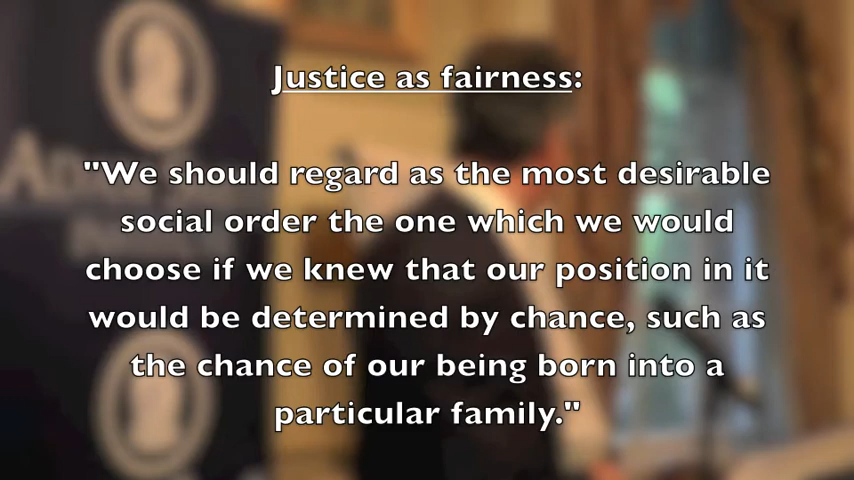 Justice as fairness:
"We should regard as the most desirable
social order the one which we would
choose if we knew that our position in it
would be determined by chance, such as
the chance of our being born into a
particular family."